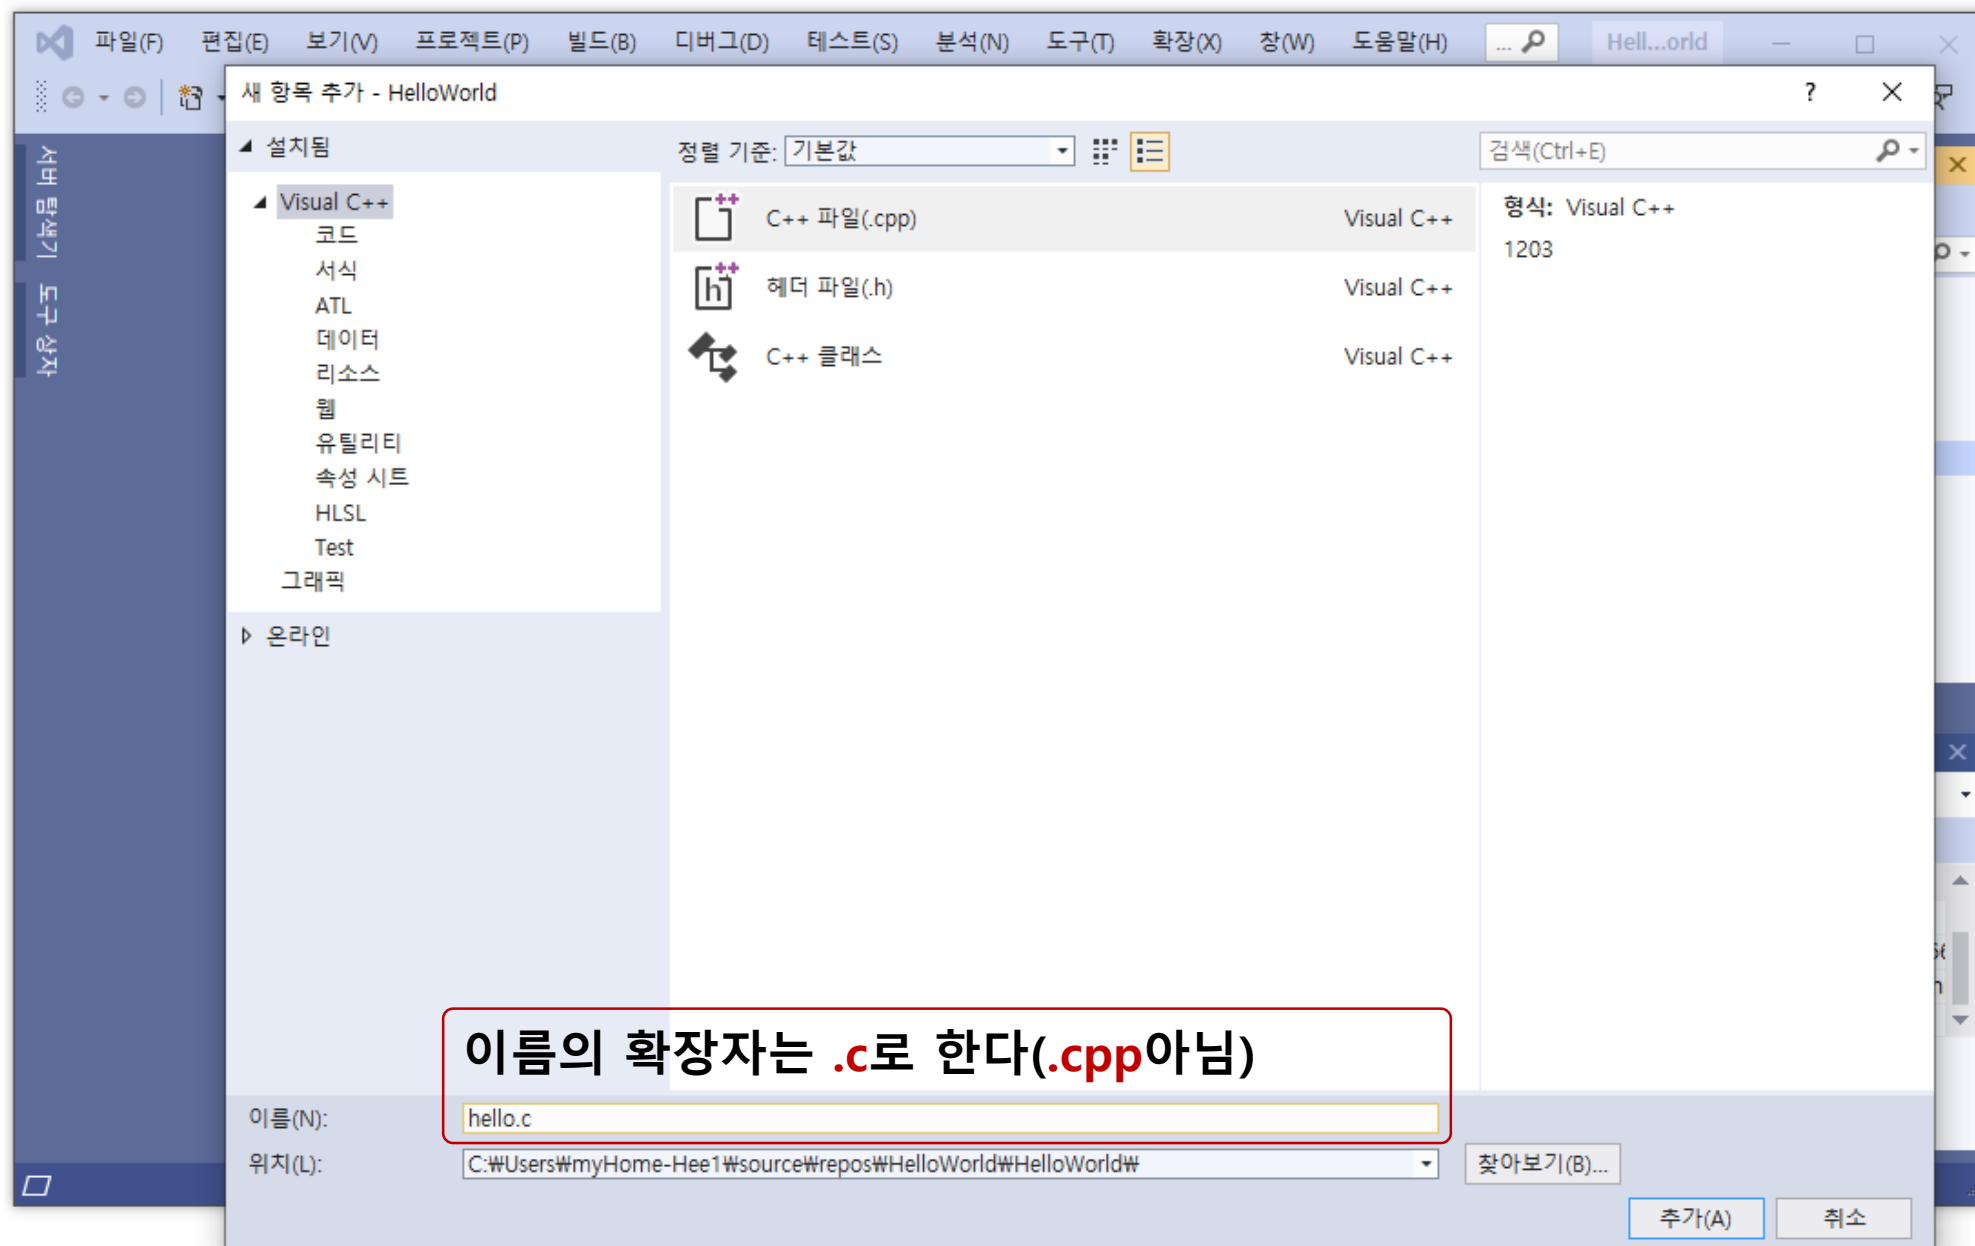 파일(F) 편집(E) 보기(V) 프로젝트(P) 빌드(B) 디버그(D) 테스트(S) 분석(N) 도구(T) 확장(X) 창(W) 도움말(H) ... Hell...orld
새 항목 추가 - HelloWorld ? 
서버 탐색기
도구 상자
설치됨
Visual C++
코드
서식
ATL
데이터
리소스
웹
유틸리티
속성 시트
HLSL
Test
그래픽
온라인
정렬 기준: 기본값
C++ 파일(.cpp) Visual C++
헤더 파일(.h) Visual C++
C++ 클래스 Visual C++
검색(Ctrl+E)
형식: Visual C++
1203
이름의 확장자는 .c로 한다(.cpp아님)
이름(N): hello.c
위치(L): C:₩Users₩myHome-Hee1₩source₩repos₩HelloWorld₩HelloWorld₩ 찾아보기(B)...
추가(A) 취소